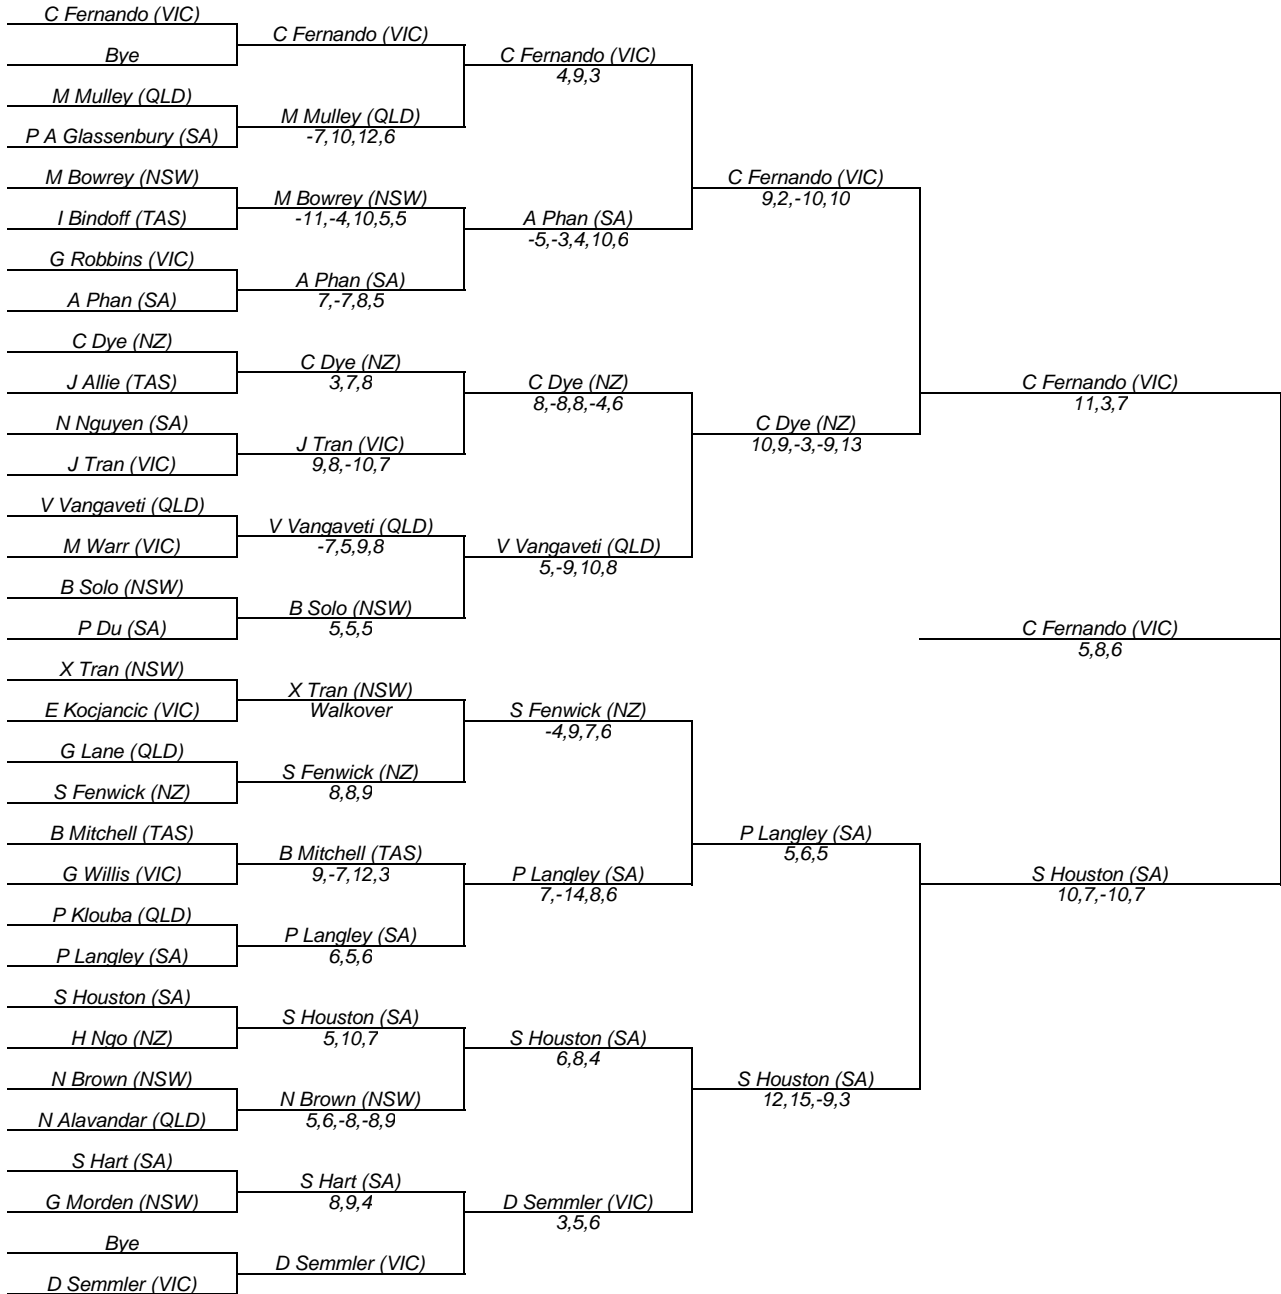 C Fernando (VIC)
Bye
M Mulley (QLD)
P A Glassenbury (SA)
M Bowrey (NSW)
I Bindoff (TAS)
G Robbins (VIC)
A Phan (SA)
C Dye (NZ)
J Allie (TAS)
N Nguyen (SA)
J Tran (VIC)
V Vangaveti (QLD)
M Warr (VIC)
B Solo (NSW)
P Du (SA)
X Tran (NSW)
E Kocjancic (VIC)
G Lane (QLD)
S Fenwick (NZ)
B Mitchell (TAS)
G Willis (VIC)
P Klouba (QLD)
P Langley (SA)
S Houston (SA)
H Ngo (NZ)
N Brown (NSW)
N Alavandar (QLD)
S Hart (SA)
G Morden (NSW)
Bye
D Semmler (VIC)
C Fernando (VIC)
M Mulley (QLD)
-7,10,12,6
M Bowrey (NSW)
-11,-4,10,5,5
A Phan (SA)
7,-7,8,5
C Dye (NZ)
3,7,8
J Tran (VIC)
9,8,-10,7
V Vangaveti (QLD)
-7,5,9,8
B Solo (NSW)
5,5,5
X Tran (NSW)
Walkover
S Fenwick (NZ)
8,8,9
B Mitchell (TAS)
9,-7,12,3
P Langley (SA)
6,5,6
S Houston (SA)
5,10,7
N Brown (NSW)
5,6,-8,-8,9
S Hart (SA)
8,9,4
D Semmler (VIC)
C Fernando (VIC)
4,9,3
A Phan (SA)
-5,-3,4,10,6
C Dye (NZ)
8,-8,8,-4,6
V Vangaveti (QLD)
5,-9,10,8
S Fenwick (NZ)
-4,9,7,6
P Langley (SA)
7,-14,8,6
S Houston (SA)
6,8,4
D Semmler (VIC)
3,5,6
C Fernando (VIC)
9,2,-10,10
C Dye (NZ)
10,9,-3,-9,13
P Langley (SA)
5,6,5
S Houston (SA)
12,15,-9,3
C Fernando (VIC)
11,3,7
C Fernando (VIC)
5,8,6
S Houston (SA)
10,7,-10,7